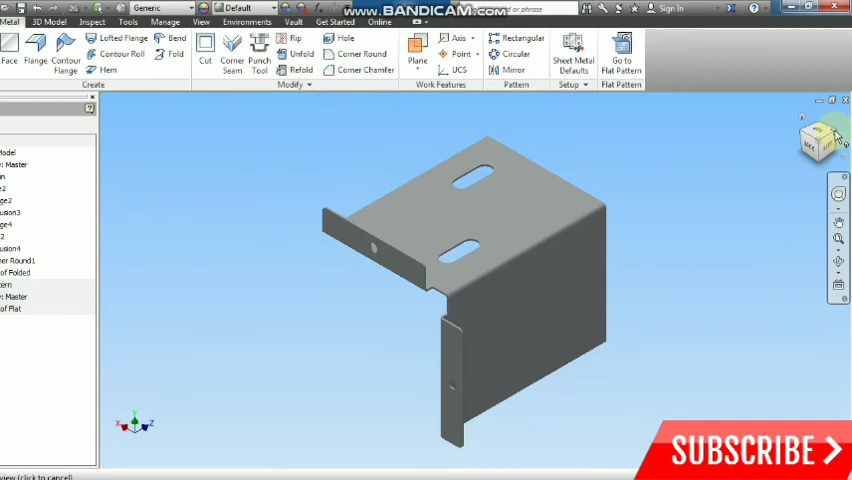 Generic Default www.BANDICAM.com Sign In
Metal 3D Model Inspect Tools Manage View Environments Vault Get Started Online
Face Flange Contour Flange Lofted Flange Contour Roll Hem Bend Fold
Cut Corner Seam Punch Tool Rip Unfold Refold Hole Corner Round Corner Chamfer
Plane Axis Point UCS Rectangular Circular Mirror Sheet Metal Defaults Go to Flat Pattern
Create Modify Work Features Pattern Setup Flat Pattern
Model
: Master
in
e2
ge2
usion3
ge4
2
usion4
ner Round1
of Folded
tern
: Master
of Flat
Y
X Z
SUBSCRIBE
view (click to cancel)